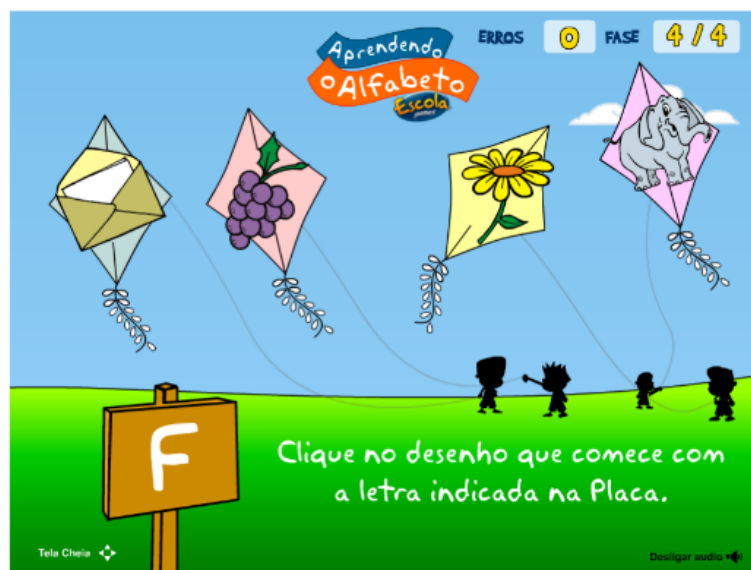 Aprendendo
o Alfabeto
Escola
games
ERROS 0 FASE 4/4
F
Clique no desenho que comece com
a letra indicada na Placa.
Tela Cheia
Desligar audio